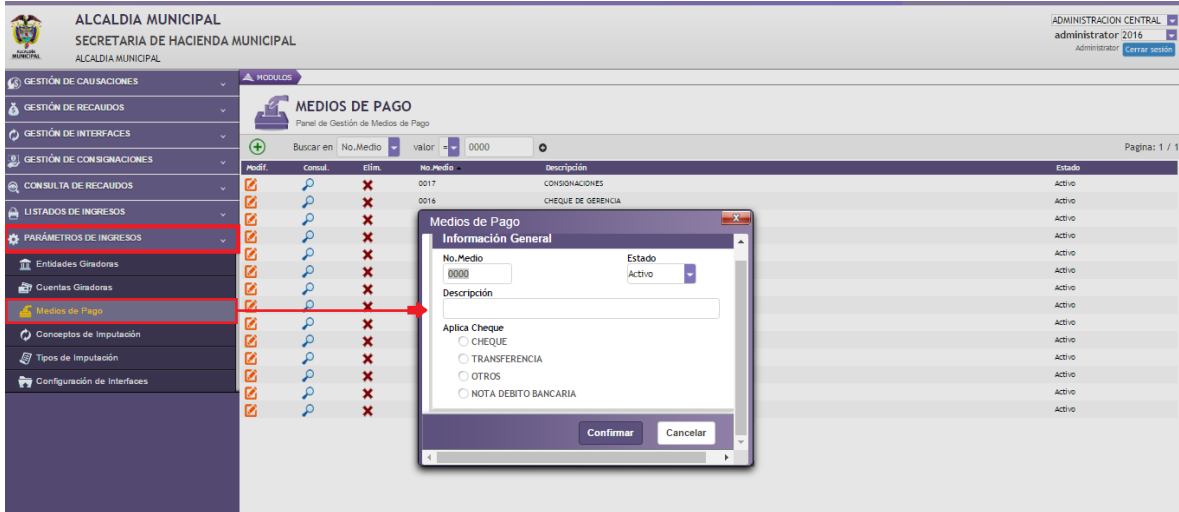 ALCALDIA MUNICIPAL
SECRETARIA DE HACIENDA MUNICIPAL
ALCALDIA MUNICIPAL
ALCALDÍA
MUNICIPAL
ADMINISTRACION CENTRAL
administrator 2016
Administrator Cerrar sesión
GESTIÓN DE CAUSACIONES
GESTIÓN DE RECAUDOS
GESTIÓN DE INTERFACES
GESTIÓN DE CONSIGNACIONES
CONSULTA DE RECAUDOS
LISTADOS DE INGRESOS
PARÁMETROS DE INGRESOS
Entidades Giradoras
Cuentas Giradoras
Medios de Pago
Conceptos de Imputación
Tipos de Imputación
Configuración de Interfaces
MODULOS
MEDIOS DE PAGO
Panel de Gestión de Medios de Pago
Buscar en No.Medio valor = 0000 Pagina: 1 / 1
Modif. Consul. Elim. No.Medio Descripción Estado
0017 CONSIGNACIONES Activo
0016 CHEQUE DE GERENCIA Activo
Activo
Activo
Activo
Activo
Activo
Activo
Activo
Activo
Activo
Activo
Activo
Activo
Medios de Pago X
Información General
No.Medio Estado
0000 Activo
Descripción
Aplica Cheque
CHEQUE
TRANSFERENCIA
OTROS
NOTA DEBITO BANCARIA
Confirmar Cancelar